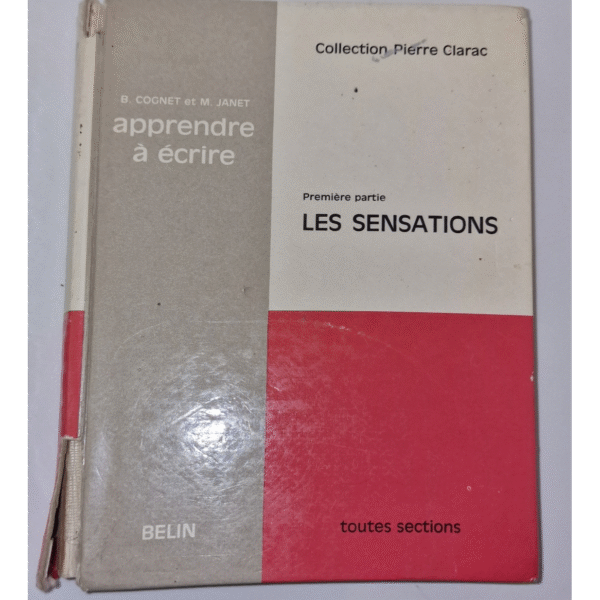 Collection Pierre Clarac
B. COGNET et M. JANET
apprendre
à écrire
Première partie
LES SENSATIONS
BELIN
toutes sections